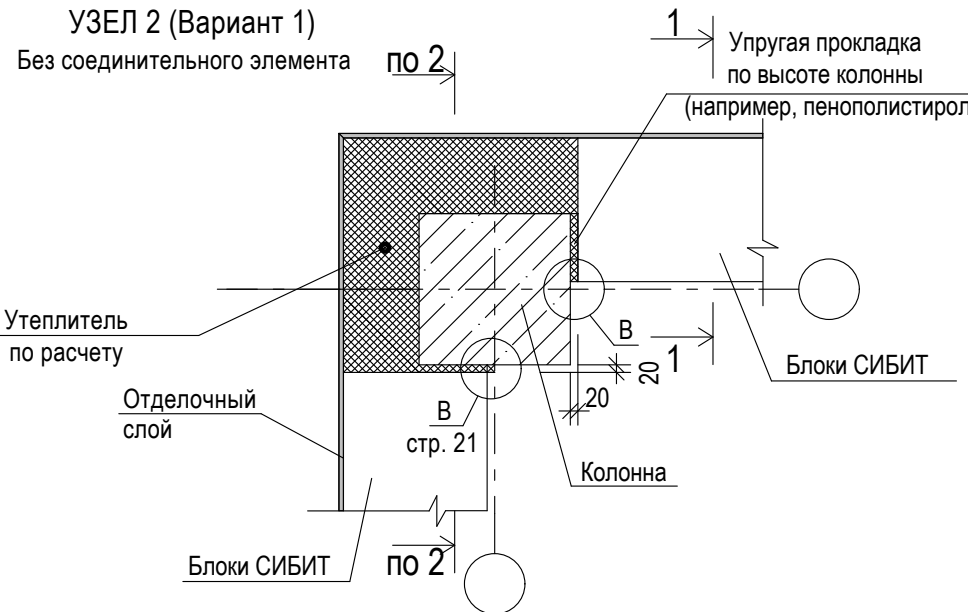 УЗЕЛ 2 (Вариант 1)
Без соединительного элемента
по 2
1
Упругая прокладка
по высоте колонны
(например, пенополистирол
Утеплитель
по расчету
В
1
20
Блоки СИБИТ
Отделочный
слой
20
В
стр. 21
Колонна
Блоки СИБИТ
по 2